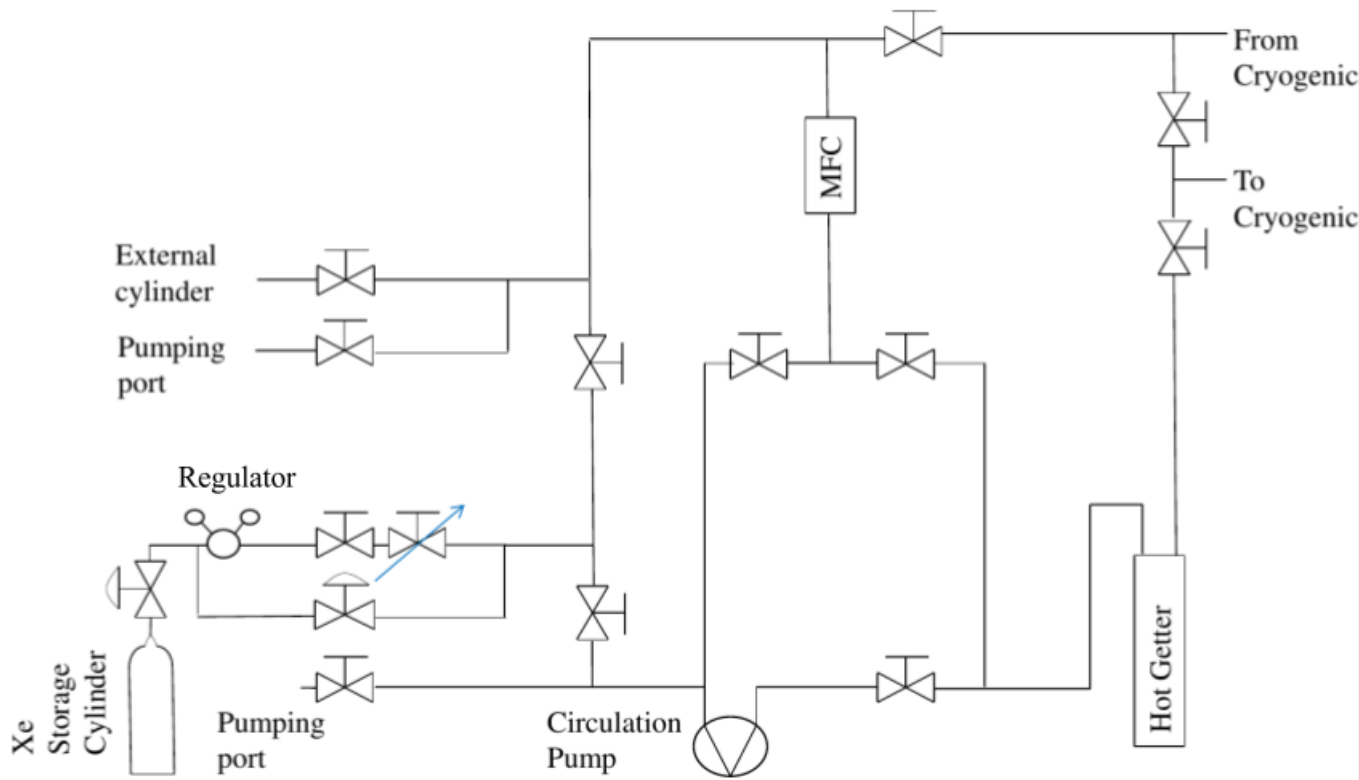 From
Cryogenic
MFC
To
Cryogenic
External
cylinder
Pumping
port
Regulator
Xe
Storage
Cylinder
Pumping
port
Circulation
Pump
Hot Getter